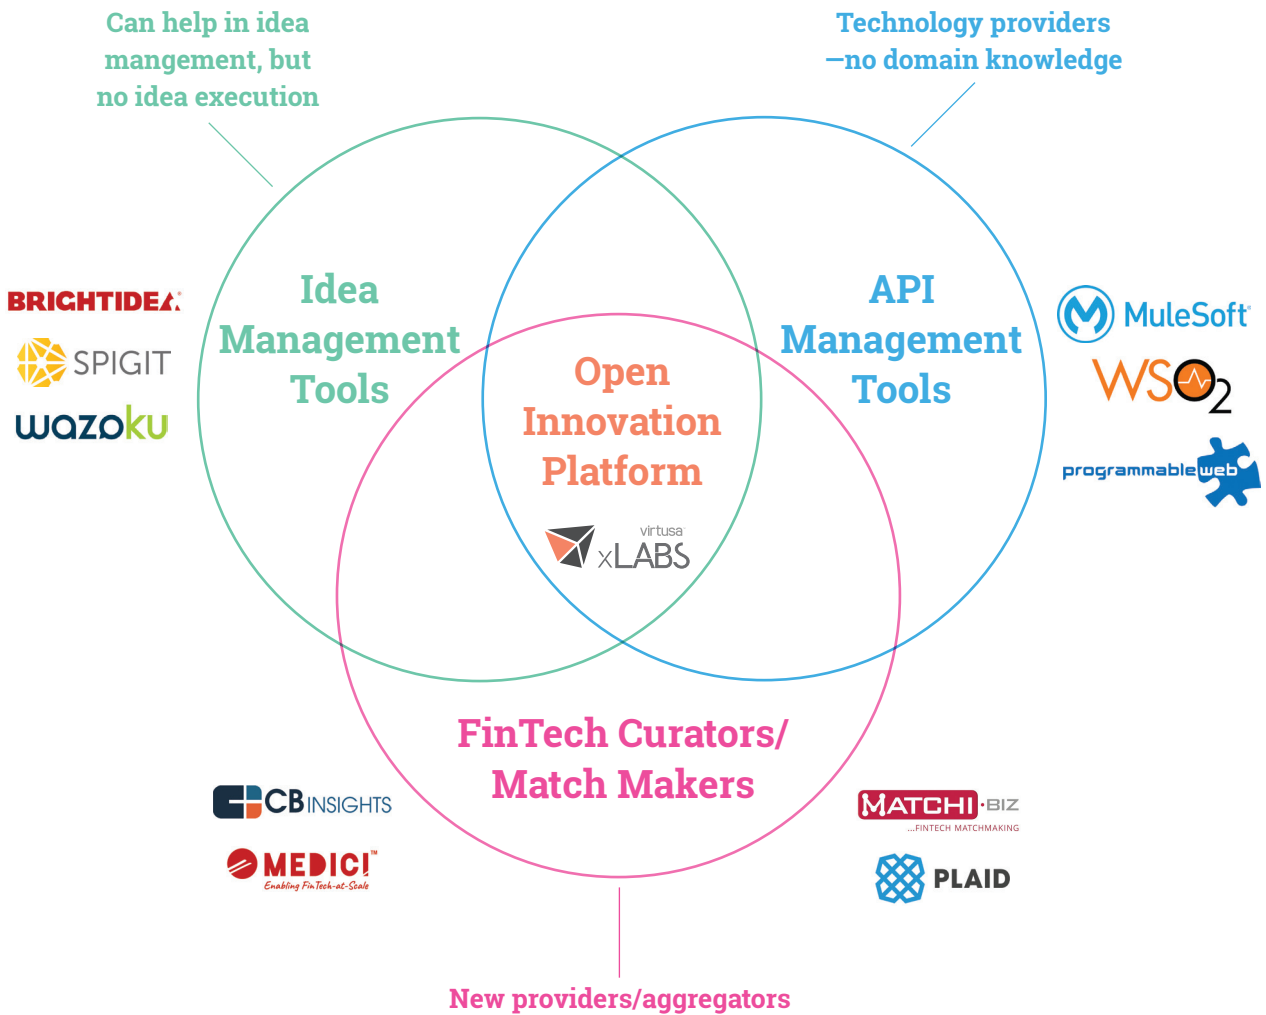 Can help in idea
mangement, but
no idea execution
Technology providers
—no domain knowledge
Idea
Management
Tools
API
Management
Tools
Open
Innovation
Platform
virtusa
xLABS
BRIGHTIDEA
SPIGIT
wazoku
MuleSoft
WSO2
programmableweb
FinTech Curators/
Match Makers
CBINSIGHTS
MEDICI™
Enabling FinTech-at-Scale
MATCHI·BIZ
...FINTECH MATCHMAKING
PLAID
New providers/aggregators